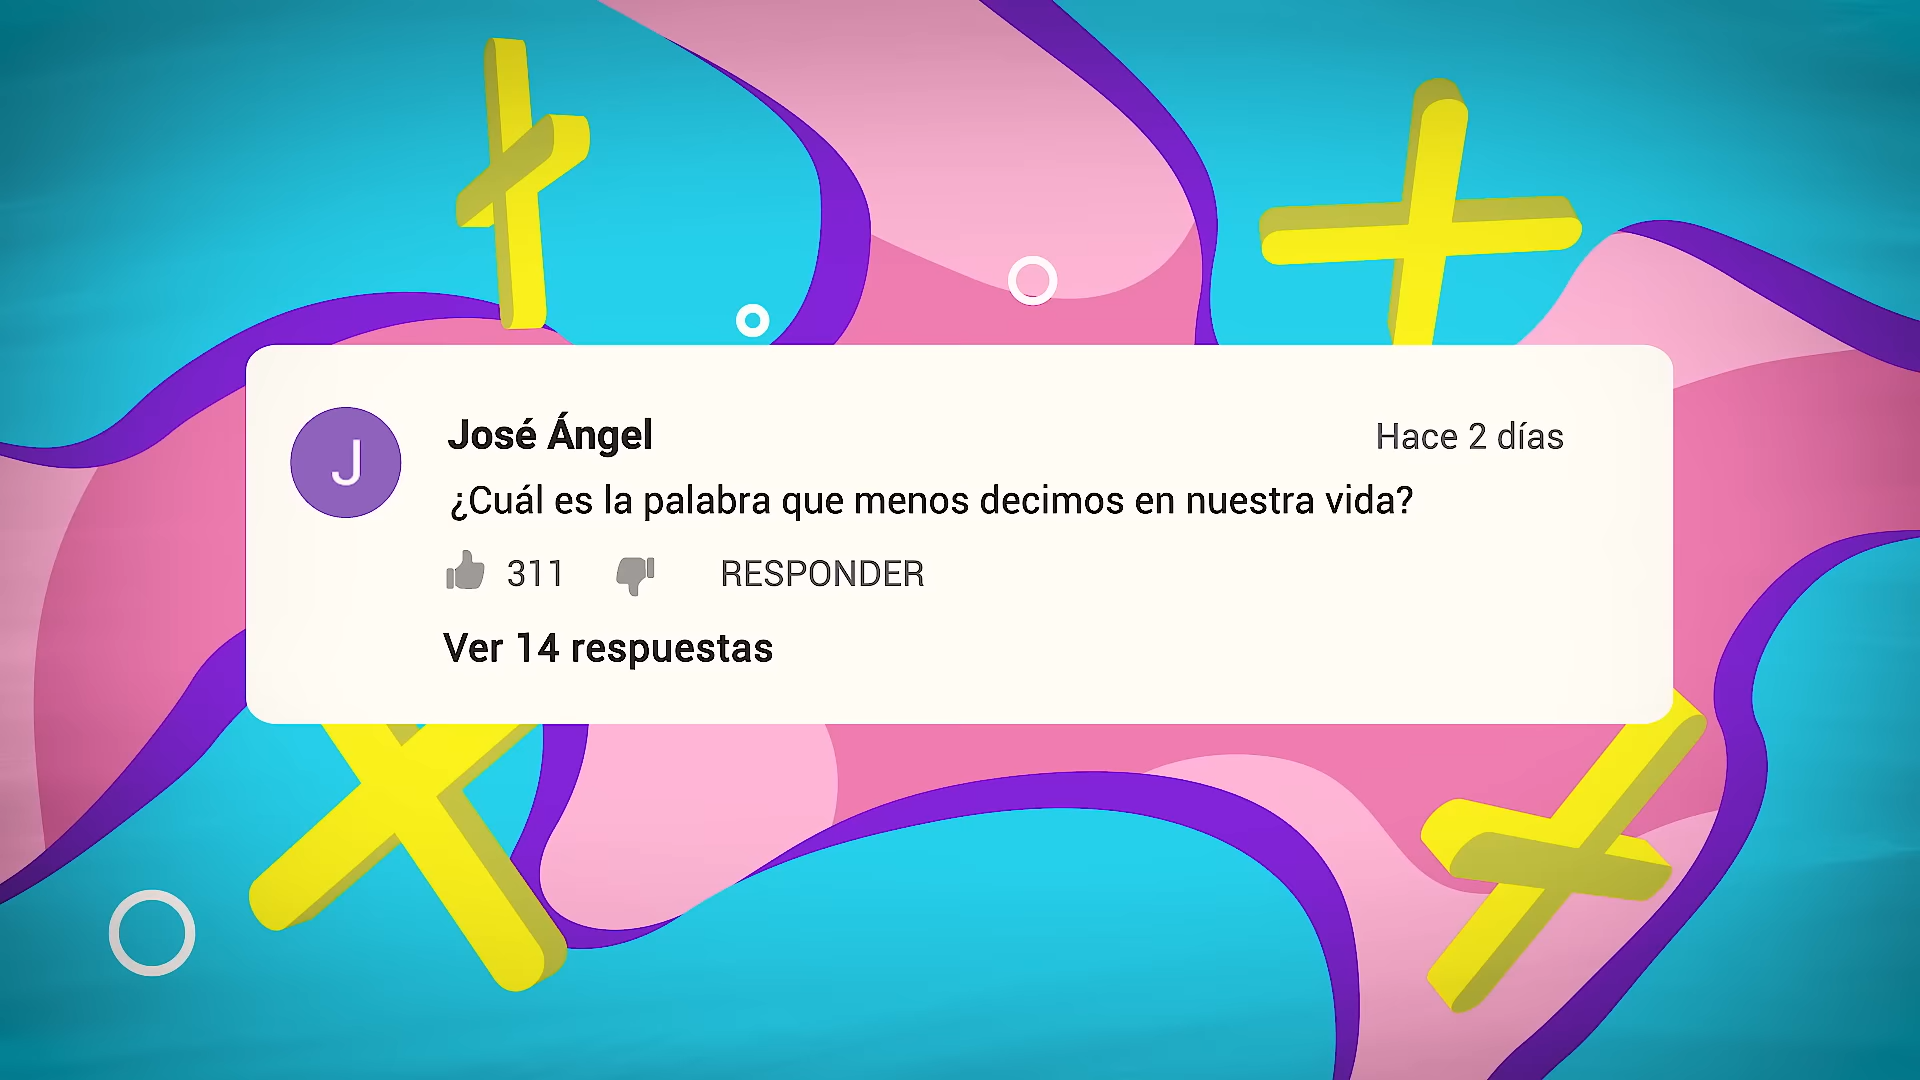 J
José Ángel
Hace 2 días
¿Cuál es la palabra que menos decimos en nuestra vida?
311
RESPONDER
Ver 14 respuestas